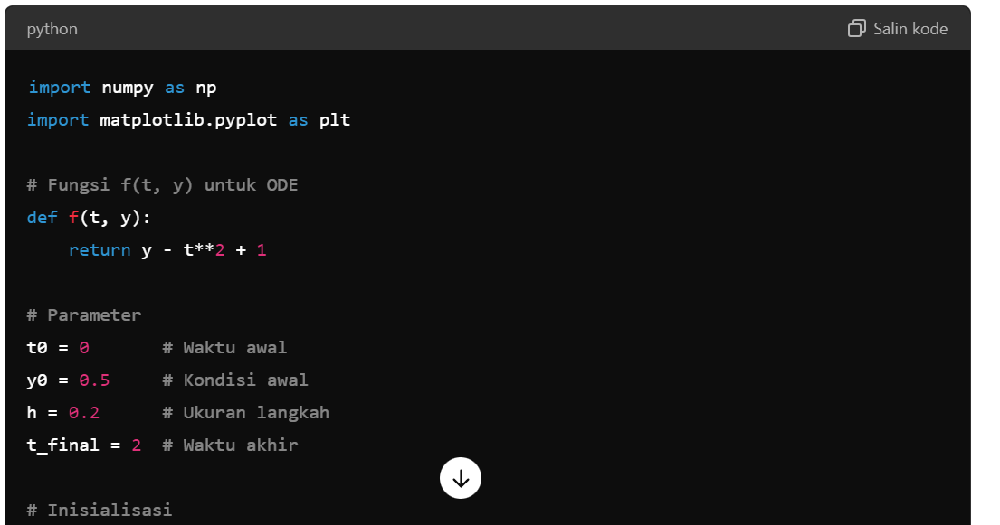 python
Salin kode
import numpy as np
import matplotlib.pyplot as plt
# Fungsi f(t, y) untuk ODE
def f(t, y):
    return y - t**2 + 1
# Parameter
t0 = 0       # Waktu awal
y0 = 0.5     # Kondisi awal
h = 0.2      # Ukuran langkah
t_final = 2  # Waktu akhir
# Inisialisasi